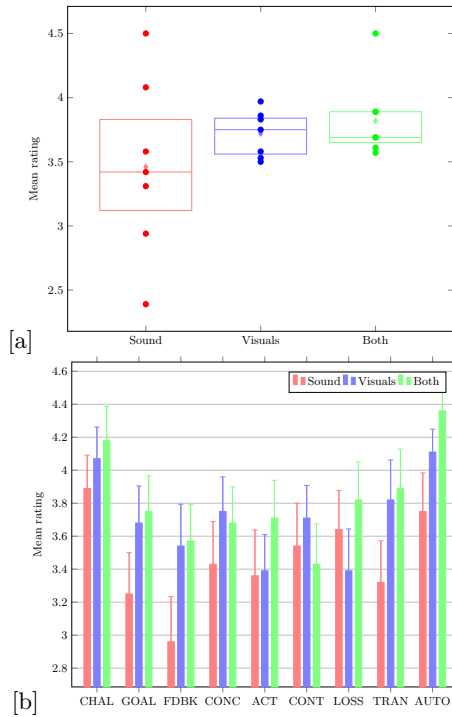 4.5
4
3.5
3
2.5
Mean rating
Sound Visuals Both
[a]
4.6
4.4
4.2
4
3.8
3.6
3.4
3.2
3
2.8
Mean rating
Sound Visuals Both
CHAL GOAL FDBK CONC ACT CONT LOSS TRAN AUTO
[b]